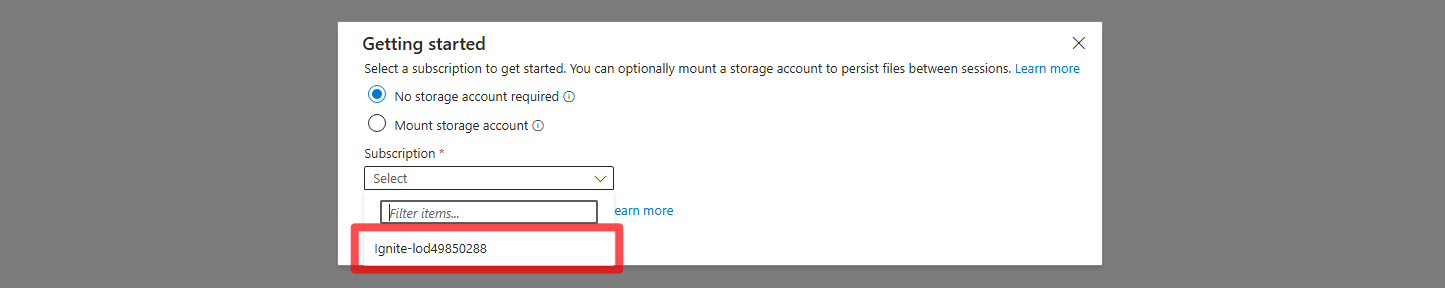 Getting started
Select a subscription to get started. You can optionally mount a storage account to persist files between sessions. Learn more
No storage account required
Mount storage account
Subscription *
Select
Filter items...
earn more
Ignite-lod49850288